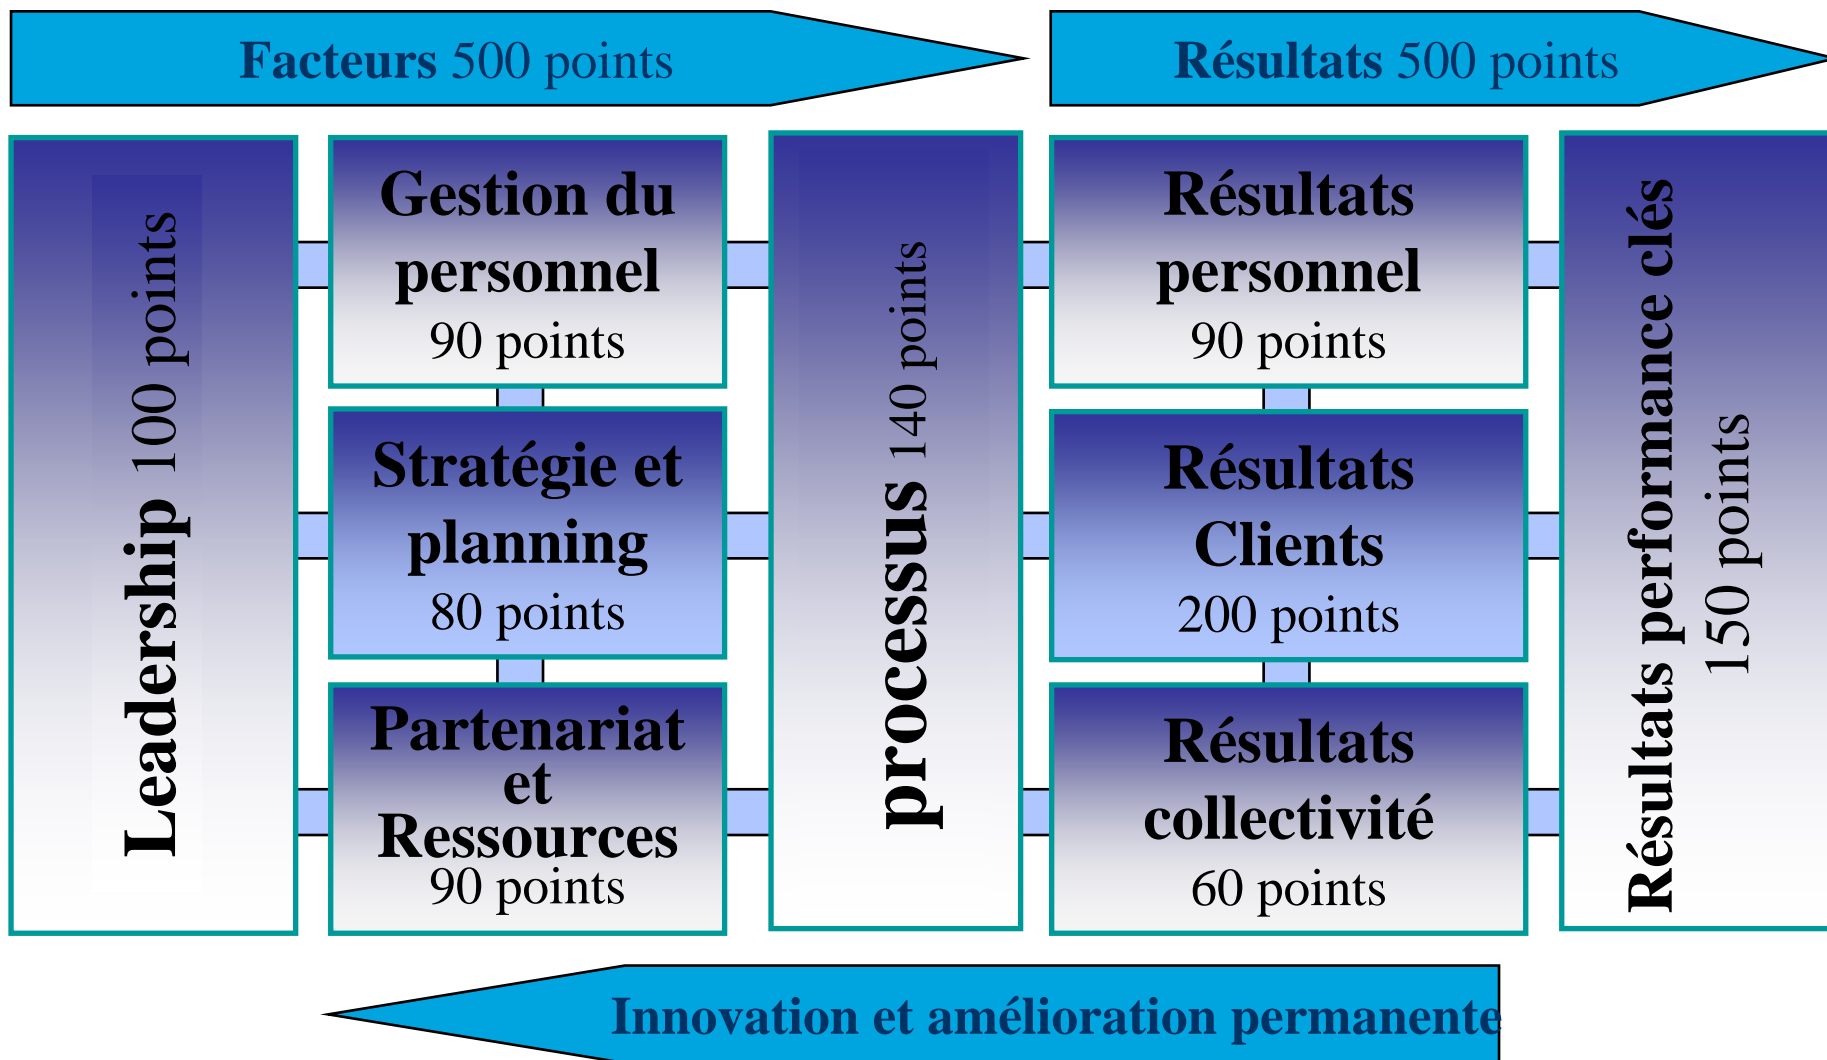 Facteurs 500 points
Résultats 500 points
Leadership 100 points
Gestion du
personnel
90 points
Stratégie et
planning
80 points
Partenariat
et
Ressources
90 points
processus 140 points
Résultats
personnel
90 points
Résultats
Clients
200 points
Résultats
collectivité
60 points
Résultats performance clés
150 points
Innovation et amélioration permanente